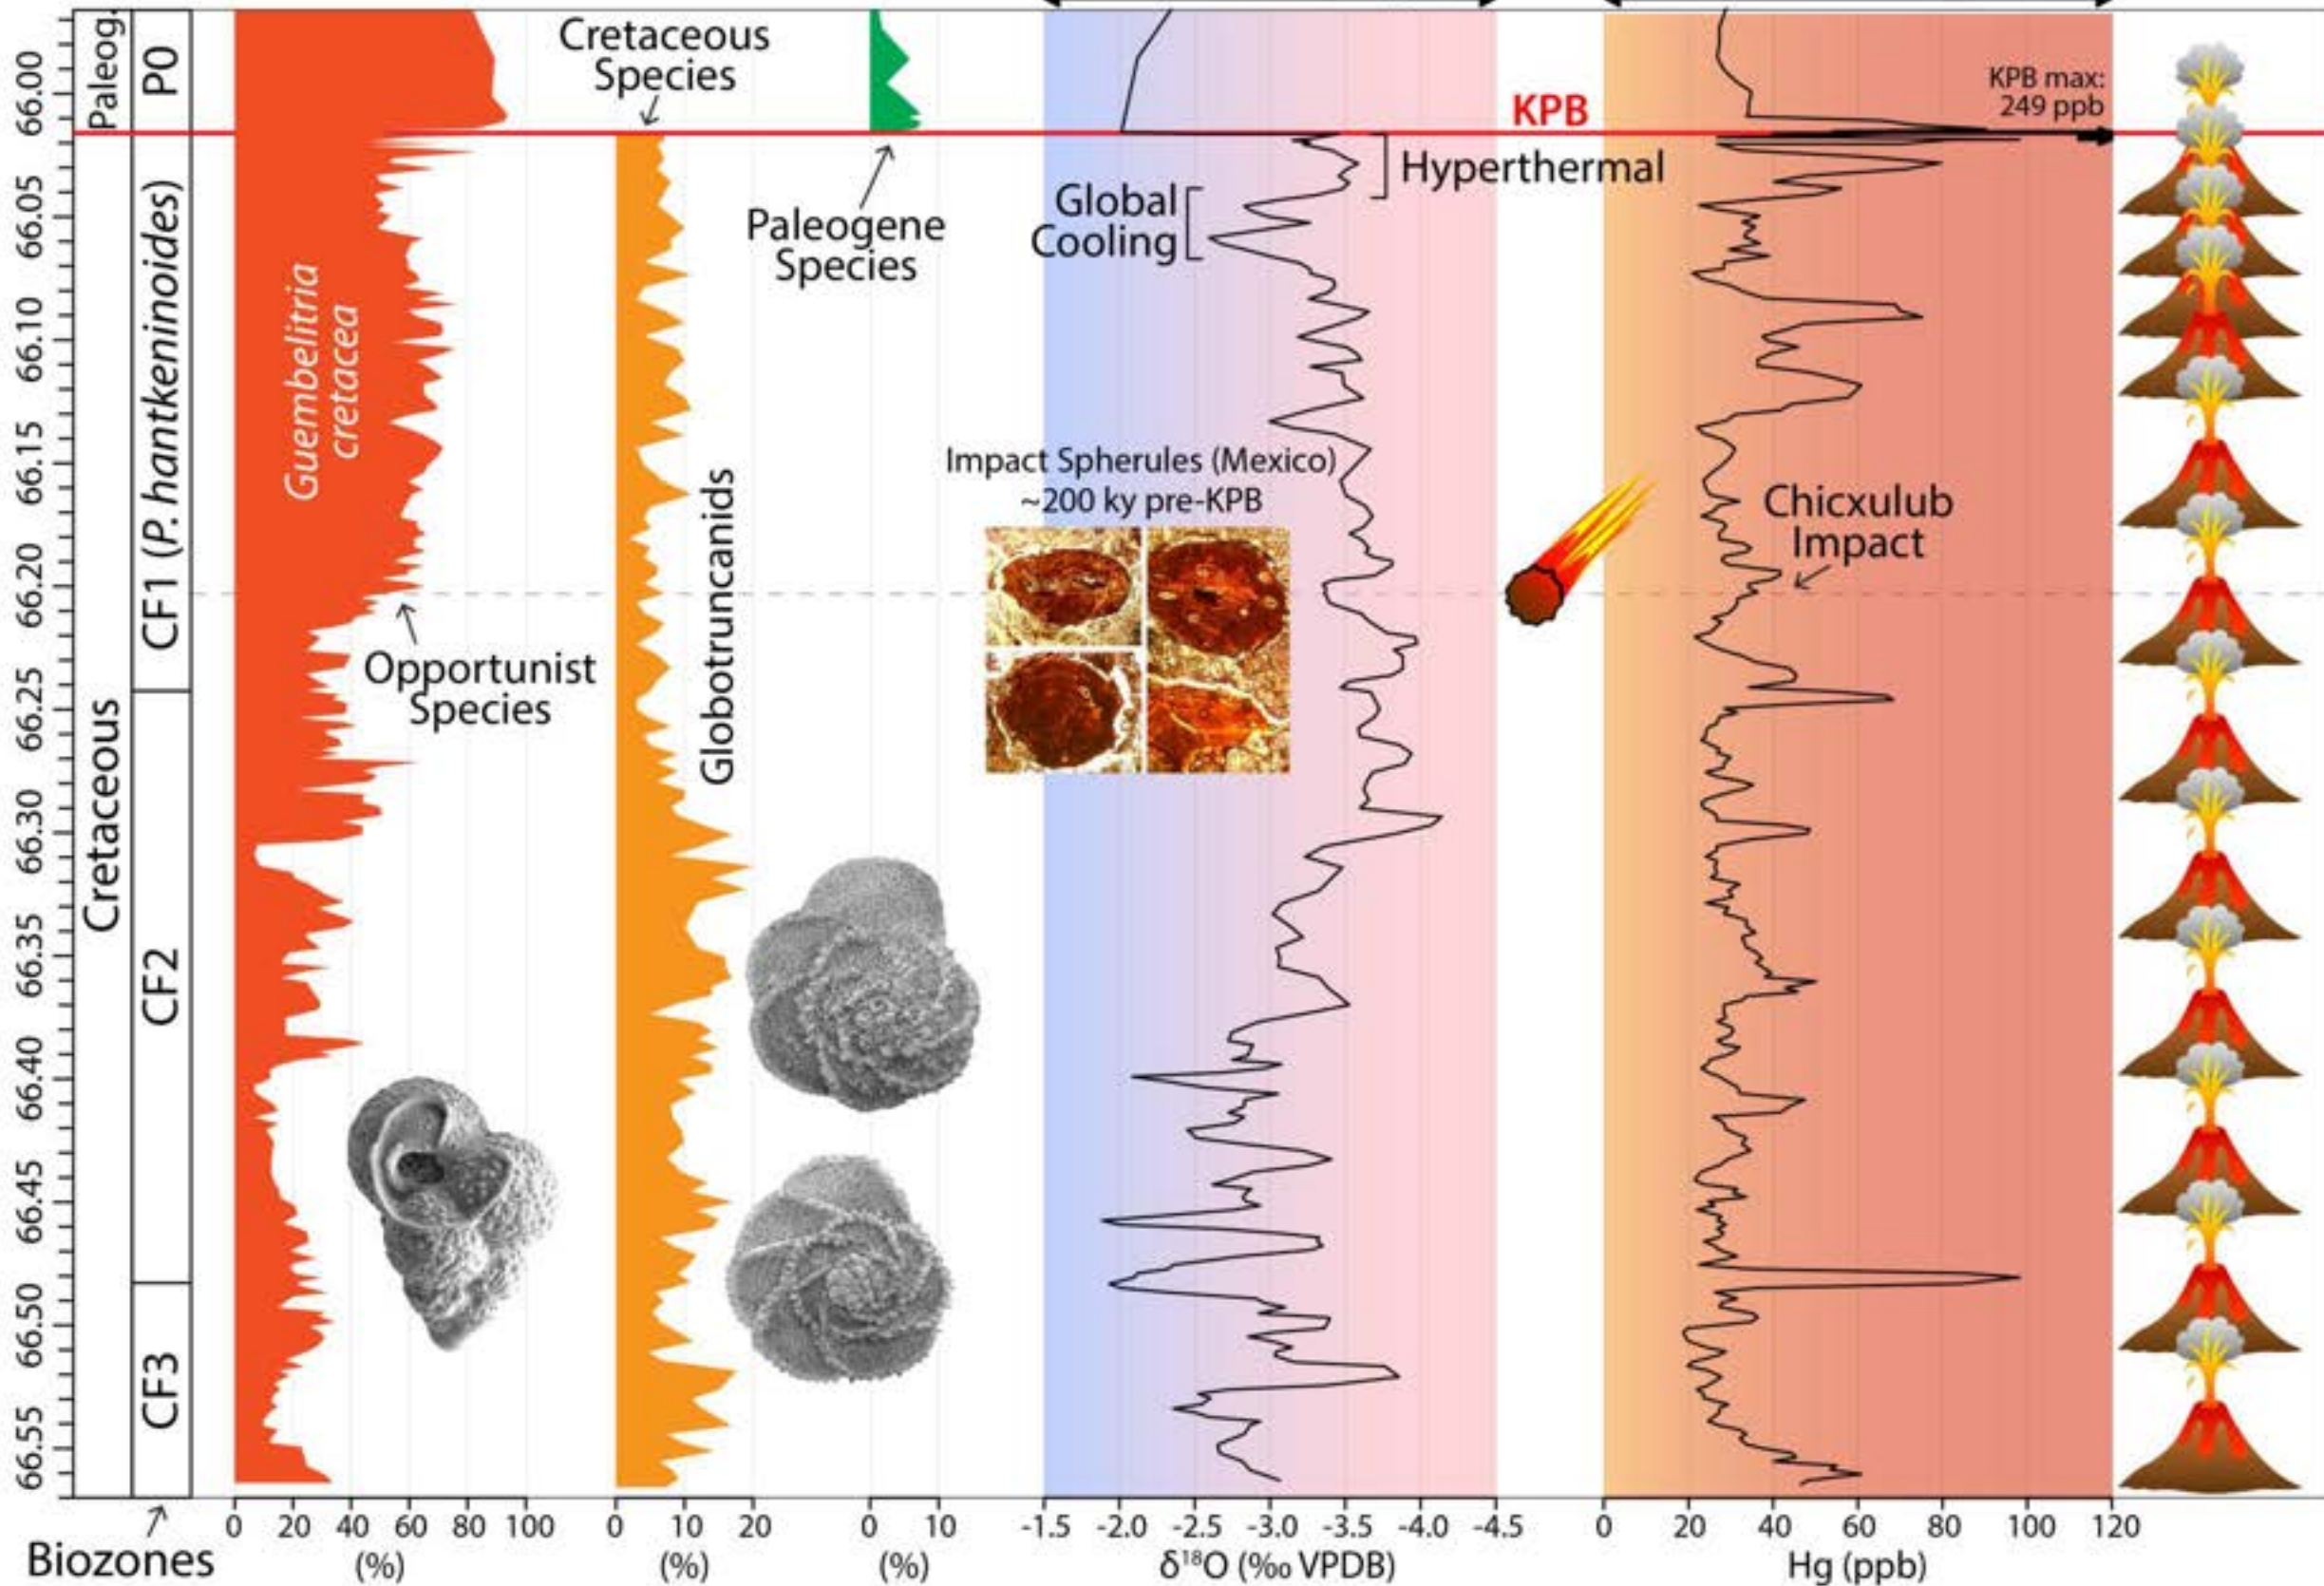 Paleog.
P0
Cretaceous
CF1 (P. hantkeninoides)
CF2
CF3
66.00
66.05
66.10
66.15
66.20
66.25
66.30
66.35
66.40
66.45
66.50
66.55
Cretaceous
Species
Paleogene
Species
Guembelitria
cretacea
Opportunist
Species
Globotruncanids
Global
Cooling
Hyperthermal
KPB
KPB max:
249 ppb
Impact Spherules (Mexico)
~200 ky pre-KPB
Chicxulub
Impact
0 20 40 60 80 100
(%)
0 10 20
(%)
0 10
(%)
-1.5 -2.0 -2.5 -3.0 -3.5 -4.0 -4.5
δ¹⁸O (‰ VPDB)
0 20 40 60 80 100 120
Hg (ppb)
Biozones